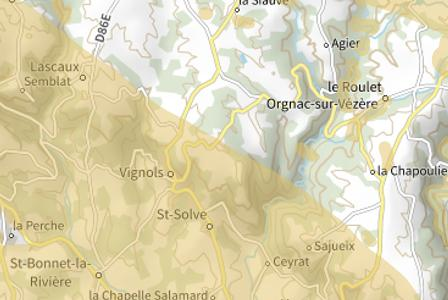 la Slauve
D86E
Agier
Lascaux
Semblat
le Roulet
Orgnac-sur-Vézère
la Chapoulie
Vignols
St-Solve
la Perche
Sajueix
St-Bonnet-la-
Rivière
Ceyrat
la Chapelle Salamard